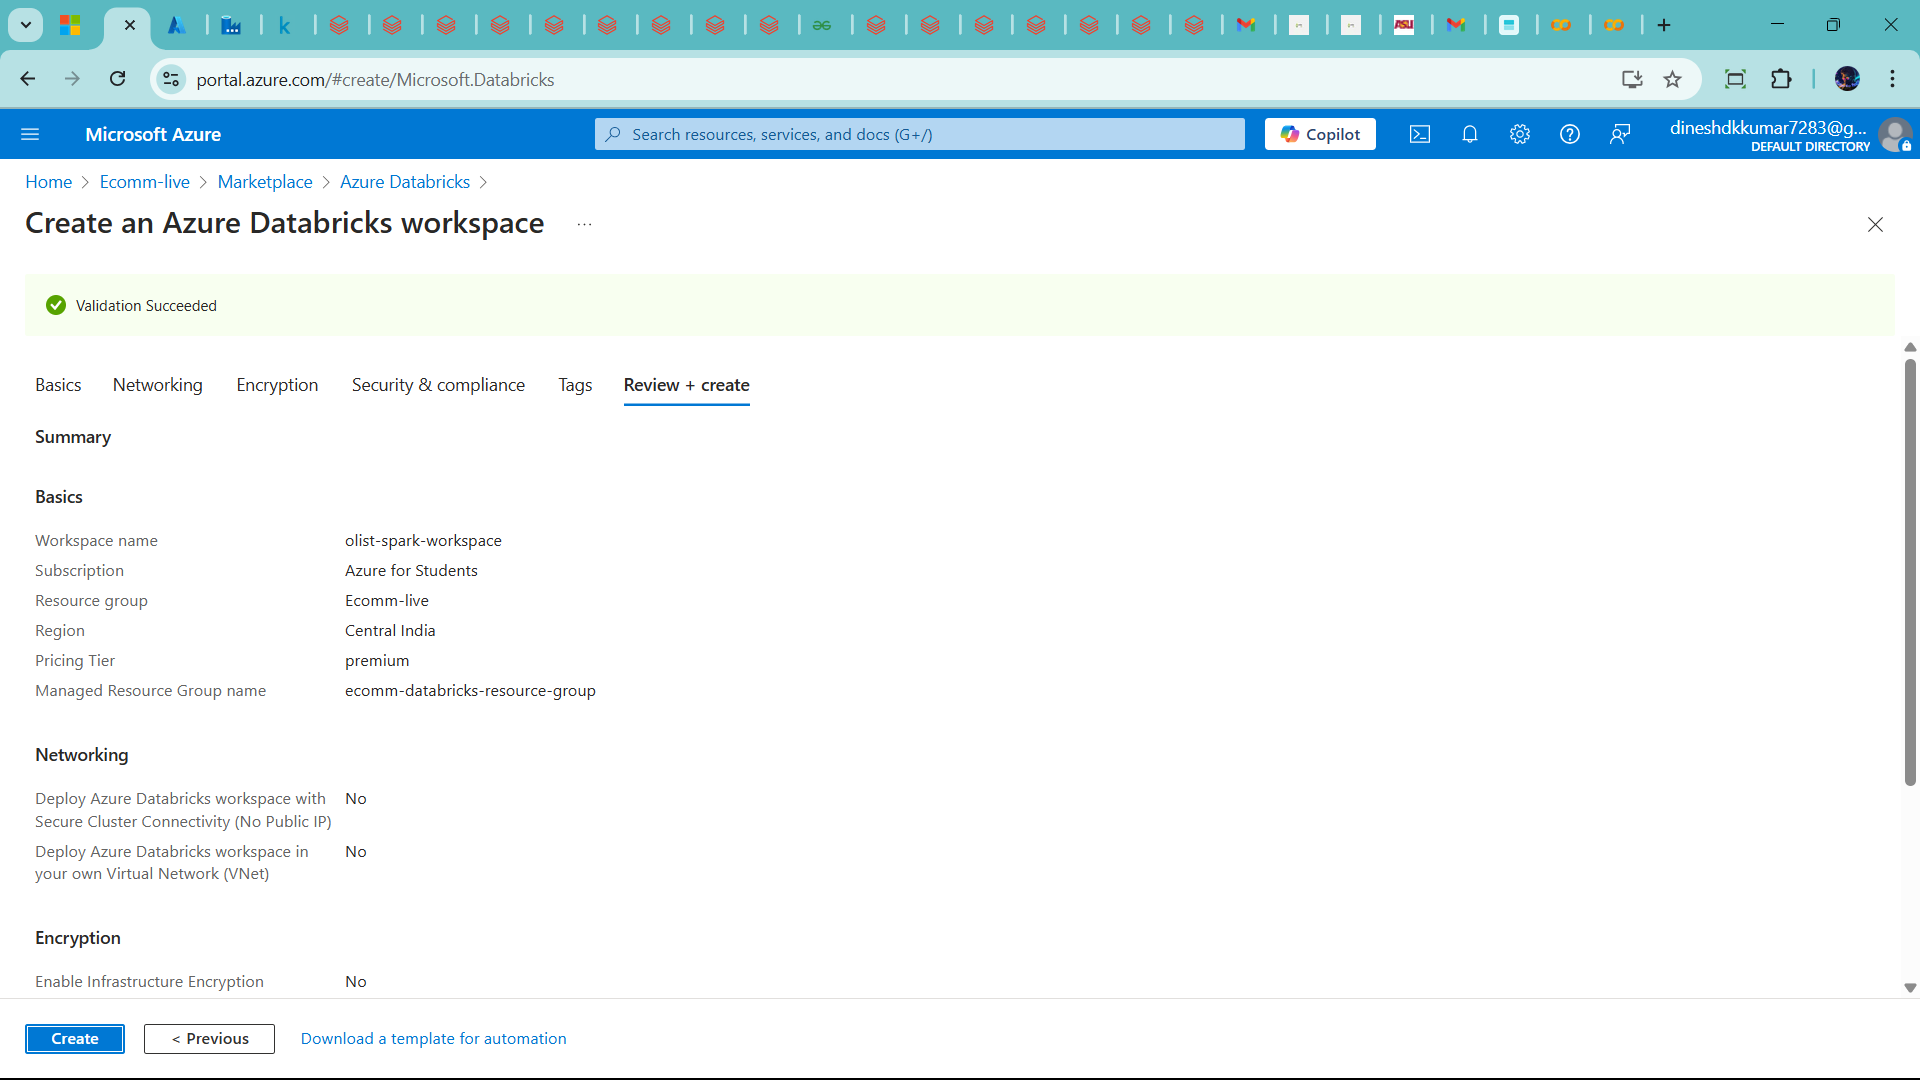 k
ASU
portal.azure.com/#create/Microsoft.Databricks
Microsoft Azure
Search resources, services, and docs (G+/)
Copilot
dineshdkkumar7283@g...
DEFAULT DIRECTORY
Home > Ecomm-live > Marketplace > Azure Databricks >
Create an Azure Databricks workspace ...
Validation Succeeded
Basics Networking Encryption Security & compliance Tags Review + create
Summary
Basics
Workspace name olist-spark-workspace
Subscription Azure for Students
Resource group Ecomm-live
Region Central India
Pricing Tier premium
Managed Resource Group name ecomm-databricks-resource-group
Networking
Deploy Azure Databricks workspace with No
Secure Cluster Connectivity (No Public IP)
Deploy Azure Databricks workspace in No
your own Virtual Network (VNet)
Encryption
Enable Infrastructure Encryption No
Create < Previous Download a template for automation